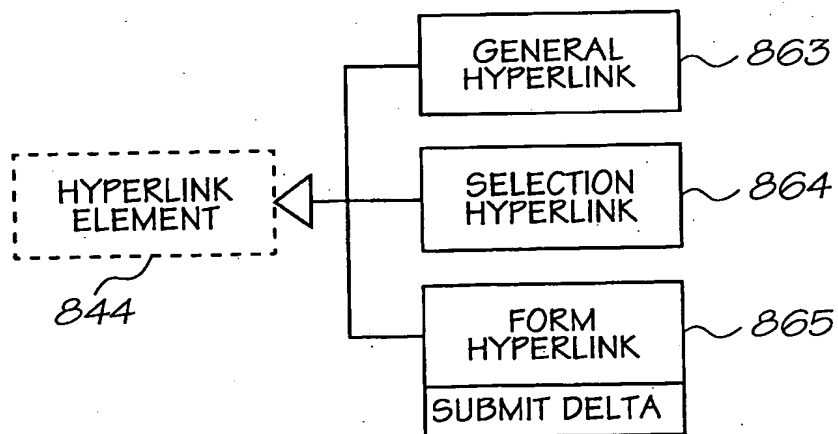 GENERAL
HYPERLINK
863
HYPERLINK
ELEMENT
844
SELECTION
HYPERLINK
864
FORM
HYPERLINK
865
SUBMIT DELTA